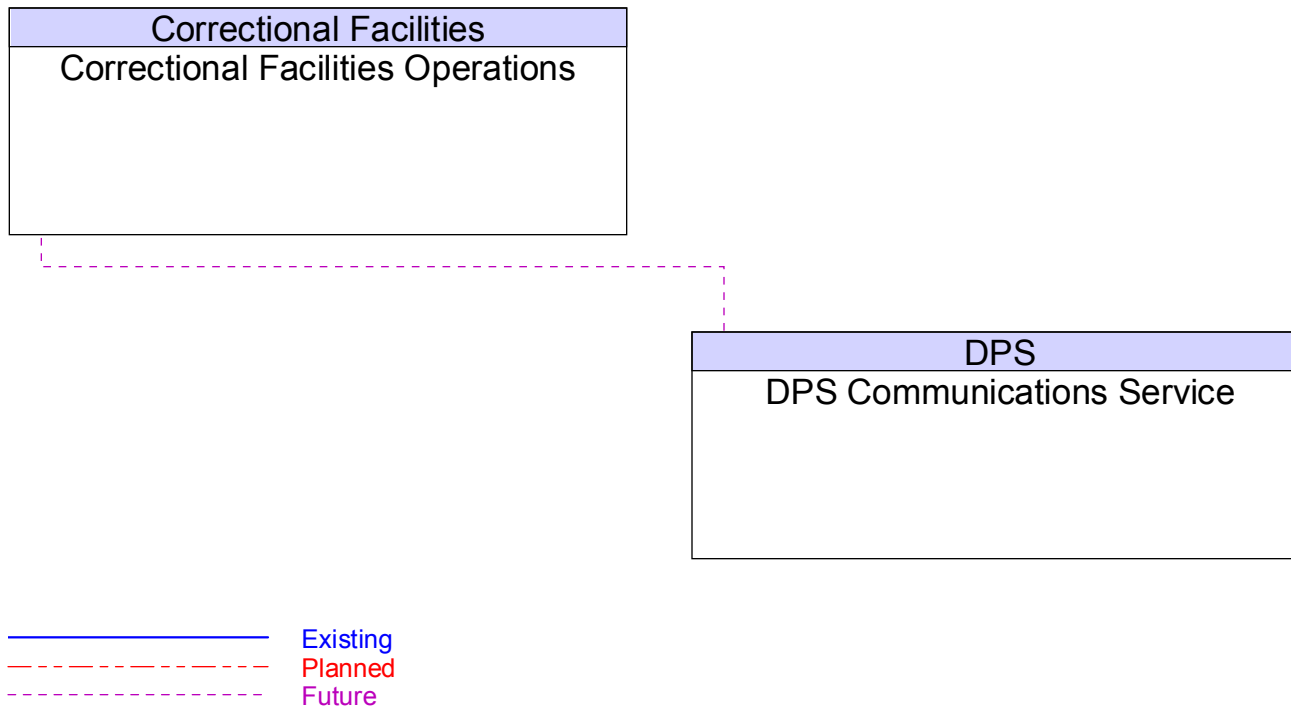 Correctional Facilities
Correctional Facilities Operations
DPS
DPS Communications Service
Existing
Planned
Future